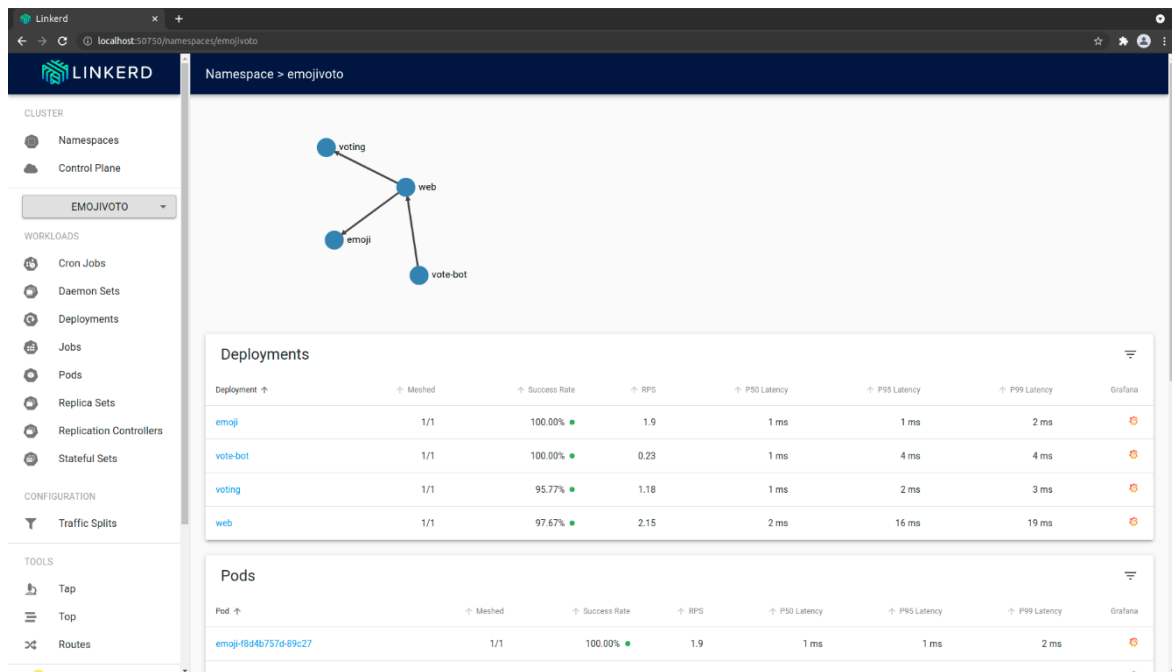 Linkerd
localhost:50750/namespaces/emojivoto
LINKERD
Namespace > emojivoto
CLUSTER
Namespaces
Control Plane
EMOJIVOTO
WORKLOADS
Cron Jobs
Daemon Sets
Deployments
Jobs
Pods
Replica Sets
Replication Controllers
Stateful Sets
CONFIGURATION
Traffic Splits
TOOLS
Tap
Top
Routes
voting
web
emoji
vote-bot
Deployments
Deployment ↑ ↑ Meshed ↑ Success Rate ↑ RPS ↑ P50 Latency ↑ P95 Latency ↑ P99 Latency Grafana
emoji 1/1 100.00% 1.9 1 ms 1 ms 2 ms
vote-bot 1/1 100.00% 0.23 1 ms 4 ms 4 ms
voting 1/1 95.77% 1.18 1 ms 2 ms 3 ms
web 1/1 97.67% 2.15 2 ms 16 ms 19 ms
Pods
Pod ↑ ↑ Meshed ↑ Success Rate ↑ RPS ↑ P50 Latency ↑ P95 Latency ↑ P99 Latency Grafana
emoji-f8d4b757d-89c27 1/1 100.00% 1.9 1 ms 1 ms 2 ms